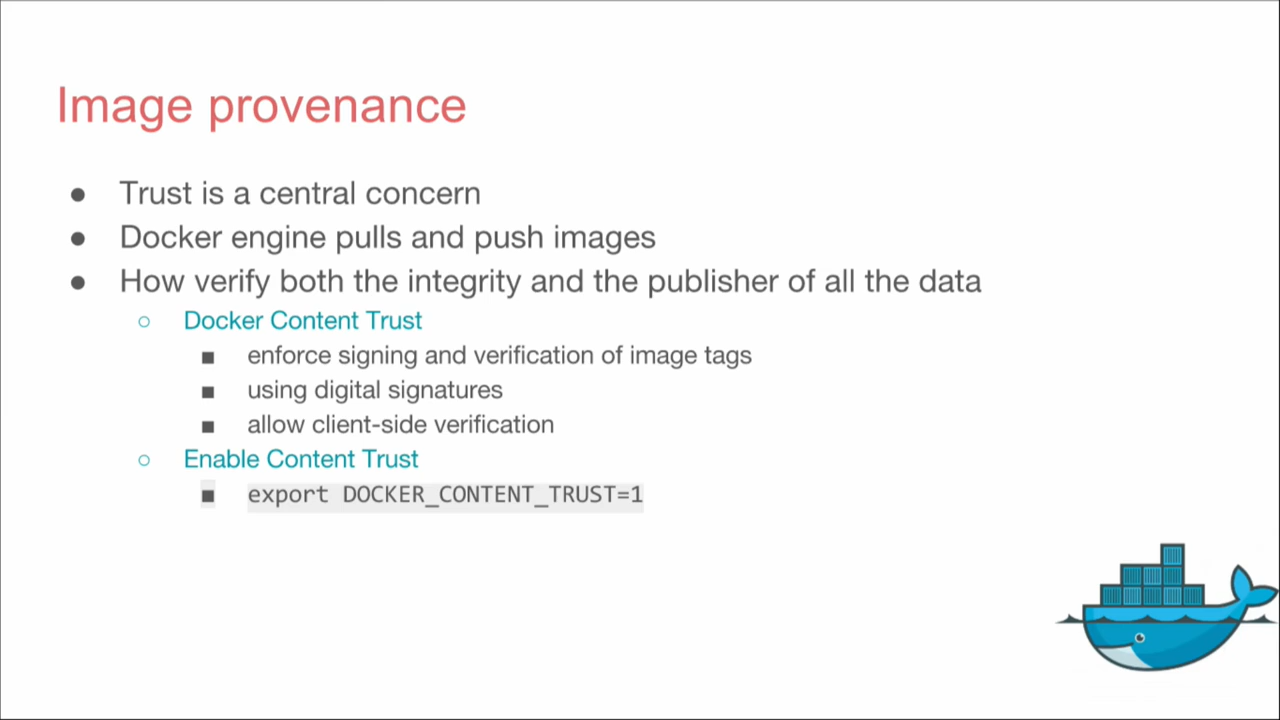 Image provenance
● Trust is a central concern
● Docker engine pulls and push images
● How verify both the integrity and the publisher of all the data
○ Docker Content Trust
■ enforce signing and verification of image tags
■ using digital signatures
■ allow client-side verification
○ Enable Content Trust
■ export DOCKER_CONTENT_TRUST=1